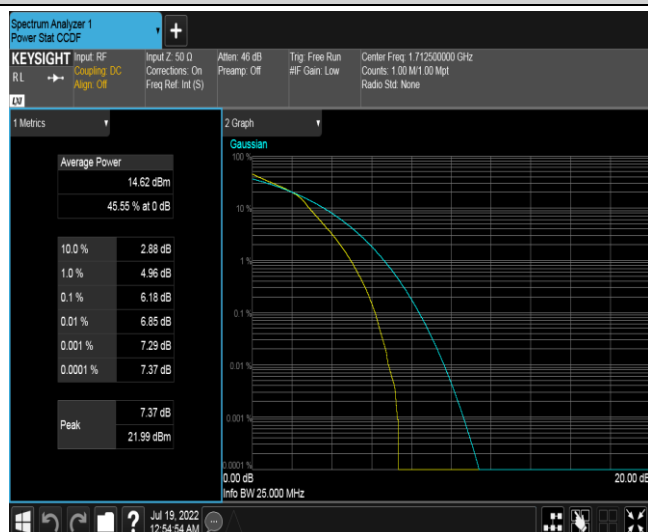 Spectrum Analyzer 1
Power Stat CCDF
+
KEYSIGHT
RL
LXI
Input: RF
Coupling: DC
Align: Off
Input Z: 50 Ω
Corrections: On
Freq Ref: Int (S)
Atten: 46 dB
Preamp: Off
Trig: Free Run
#IF Gain: Low
Center Freq: 1.712500000 GHz
Counts: 1.00 M/1.00 Mpt
Radio Std: None
1 Metrics
Average Power
14.62 dBm
45.55 % at 0 dB
10.0 % 2.88 dB
1.0 % 4.96 dB
0.1 % 6.18 dB
0.01 % 6.85 dB
0.001 % 7.29 dB
0.0001 % 7.37 dB
Peak
7.37 dB
21.99 dBm
2 Graph
Gaussian
100 %
10 %
1 %
0.1 %
0.01 %
0.001 %
0.0001 %
0.00 dB 20.00 dB
Info BW 25.000 MHz
?
Jul 19, 2022
12:54:54 AM